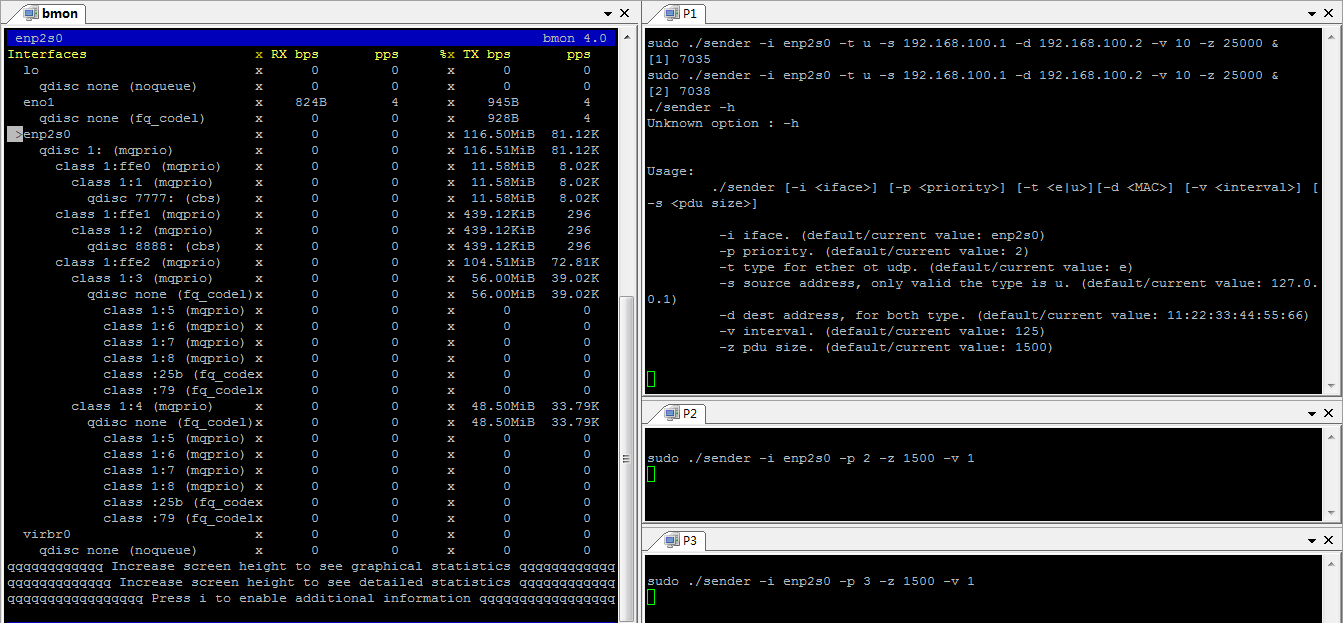 bmon
enp2s0 bmon 4.0
Interfaces x RX bps pps %x TX bps pps
lo x 0 0 x 0 0
qdisc none (noqueue) x 0 0 x 0 0
eno1 x 824B 4 x 945B 4
qdisc none (fq_codel) x 0 0 x 928B 4
>enp2s0 x 0 0 x 116.50MiB 81.12K
qdisc 1: (mqprio) x 0 0 x 116.51MiB 81.12K
class 1:ffe0 (mqprio) x 0 0 x 11.58MiB 8.02K
class 1:1 (mqprio) x 0 0 x 11.58MiB 8.02K
qdisc 7777: (cbs) x 0 0 x 11.58MiB 8.02K
class 1:ffe1 (mqprio) x 0 0 x 439.12KiB 296
class 1:2 (mqprio) x 0 0 x 439.12KiB 296
qdisc 8888: (cbs) x 0 0 x 439.12KiB 296
class 1:ffe2 (mqprio) x 0 0 x 104.51MiB 72.81K
class 1:3 (mqprio) x 0 0 x 56.00MiB 39.02K
qdisc none (fq_codel)x 0 0 x 56.00MiB 39.02K
class 1:5 (mqprio) x 0 0 x 0 0
class 1:6 (mqprio) x 0 0 x 0 0
class 1:7 (mqprio) x 0 0 x 0 0
class 1:8 (mqprio) x 0 0 x 0 0
class :25b (fq_codex 0 0 x 0 0
class :79 (fq_codelx 0 0 x 0 0
class 1:4 (mqprio) x 0 0 x 48.50MiB 33.79K
qdisc none (fq_codel)x 0 0 x 48.50MiB 33.79K
class 1:5 (mqprio) x 0 0 x 0 0
class 1:6 (mqprio) x 0 0 x 0 0
class 1:7 (mqprio) x 0 0 x 0 0
class 1:8 (mqprio) x 0 0 x 0 0
class :25b (fq_codex 0 0 x 0 0
class :79 (fq_codelx 0 0 x 0 0
virbr0 x 0 0 x 0 0
qdisc none (noqueue) x 0 0 x 0 0
qqqqqqqqqqqq Increase screen height to see graphical statistics qqqqqqqqqqqq
qqqqqqqqqqqqq Increase screen height to see detailed statistics qqqqqqqqqqqq
qqqqqqqqqqqqqqqqq Press i to enable additional information qqqqqqqqqqqqqqqqq
P1
sudo ./sender -i enp2s0 -t u -s 192.168.100.1 -d 192.168.100.2 -v 10 -z 25000 &
[1] 7035
sudo ./sender -i enp2s0 -t u -s 192.168.100.1 -d 192.168.100.2 -v 10 -z 25000 &
[2] 7038
./sender -h
Unknown option : -h
Usage:
./sender [-i <iface>] [-p <priority>] [-t <e|u>][-d <MAC>] [-v <interval>] [
-s <pdu size>]
-i iface. (default/current value: enp2s0)
-p priority. (default/current value: 2)
-t type for ether ot udp. (default/current value: e)
-s source address, only valid the type is u. (default/current value: 127.0.
0.1)
-d dest address, for both type. (default/current value: 11:22:33:44:55:66)
-v interval. (default/current value: 125)
-z pdu size. (default/current value: 1500)
P2
sudo ./sender -i enp2s0 -p 2 -z 1500 -v 1
P3
sudo ./sender -i enp2s0 -p 3 -z 1500 -v 1